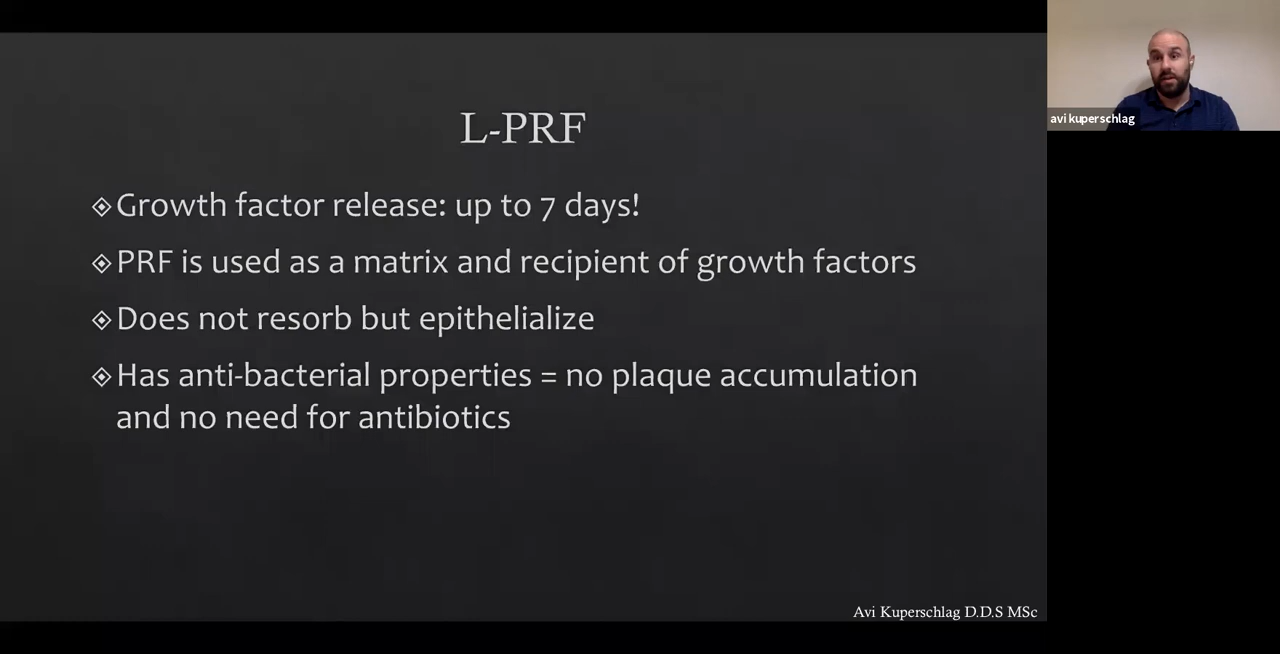 L-PRF
Growth factor release: up to 7 days!
PRF is used as a matrix and recipient of growth factors
Does not resorb but epithelialize
Has anti-bacterial properties = no plaque accumulation
and no need for antibiotics
Avi Kuperschlag D.D.S MSc
avi kuperschlag